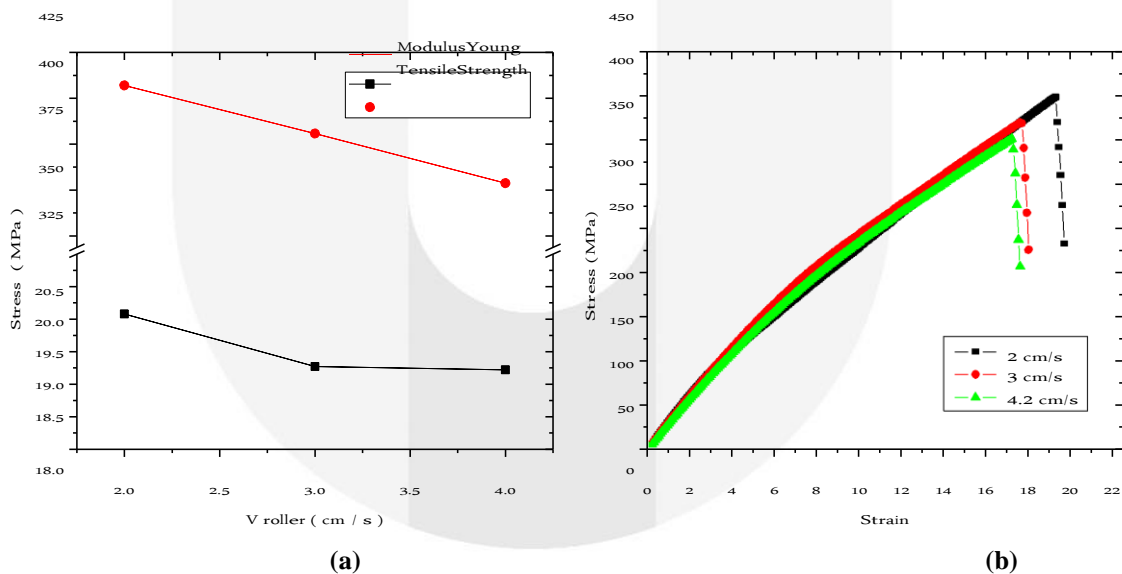 425
400
375
350
325
Stress ( MPa )
20.5
20.0
19.5
19.0
18.5
18.0
ModulusYoung
TensileStrength
2.0 2.5 3.0 3.5 4.0
V roller ( cm / s )
(a)
450
400
350
300
Stress (MPa)
200
150
100
50
0
2 cm/s
3 cm/s
4.2 cm/s
0 2 4 6 8 10 12 14 16 18 20 22
Strain
(b)